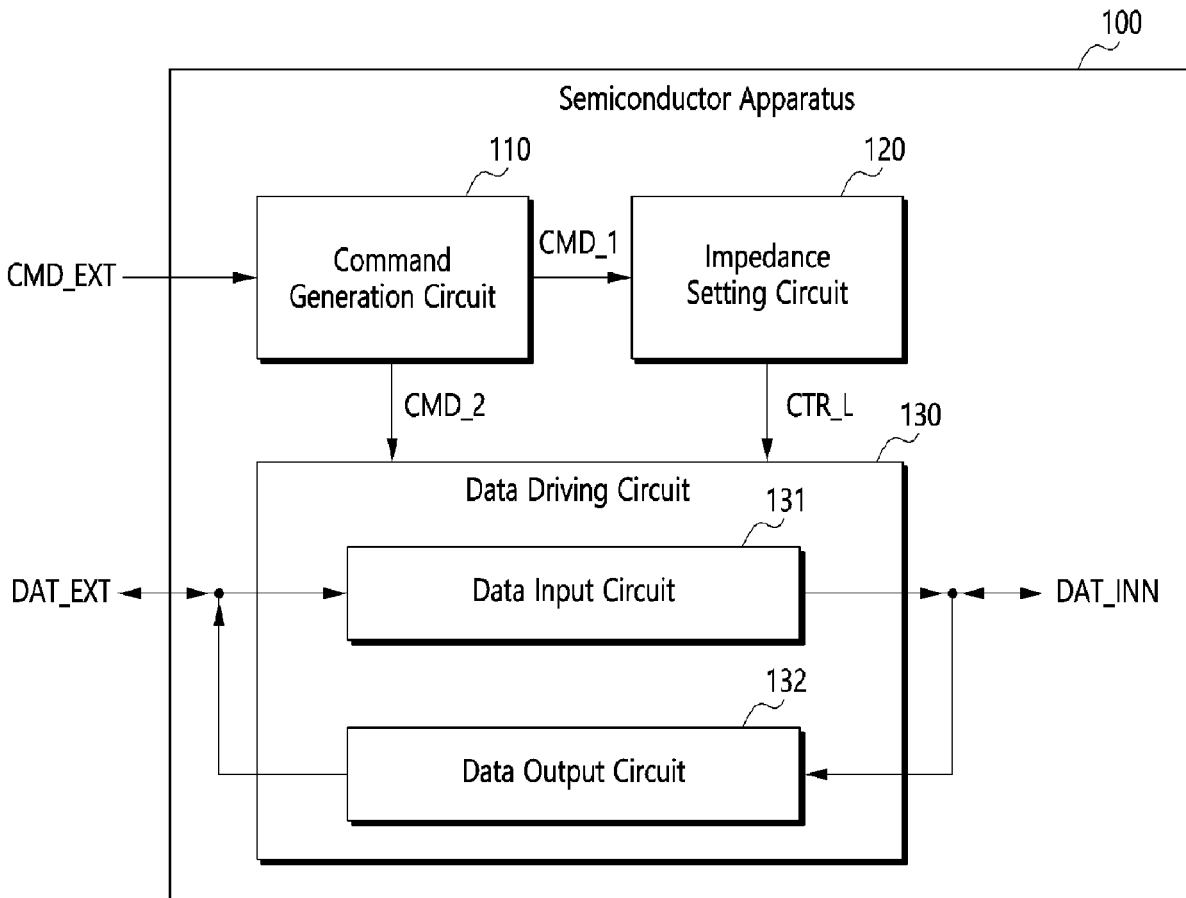 100
Semiconductor Apparatus
110
120
CMD_EXT
Command
Generation Circuit
CMD_1
Impedance
Setting Circuit
CMD_2
CTR_L
130
Data Driving Circuit
131
DAT_EXT
Data Input Circuit
DAT_INN
132
Data Output Circuit